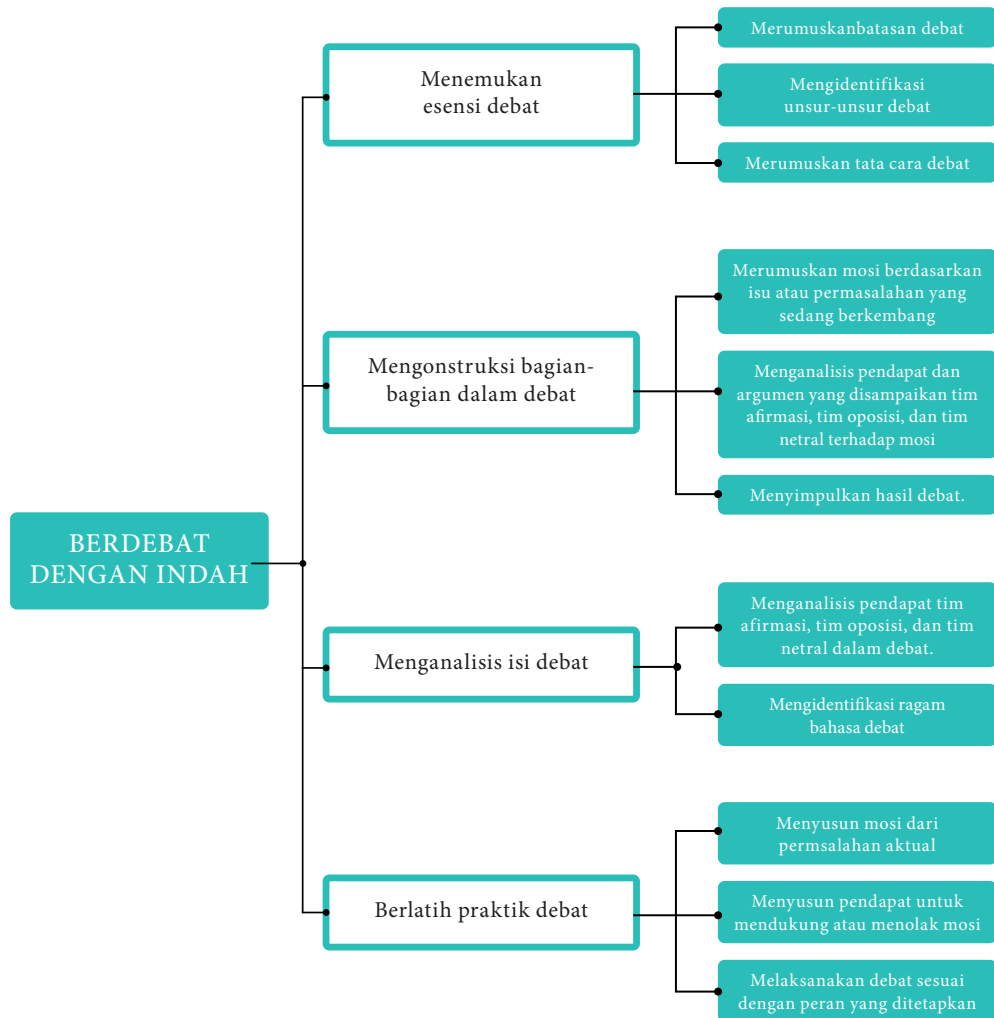 BERDEBAT
DENGAN INDAH
Menemukan
esensi debat
Merumuskanbatasan debat
Mengidentifikasi
unsur-unsur debat
Merumuskan tata cara debat
Mengonstruksi bagian-
bagian dalam debat
Merumuskan mosi berdasarkan
isu atau permasalahan yang
sedang berkembang
Menganalisis pendapat dan
argumen yang disampaikan tim
afirmasi, tim oposisi, dan tim
netral terhadap mosi
Menyimpulkan hasil debat.
Menganalisis isi debat
Menganalisis pendapat tim
afirmasi, tim oposisi, dan tim
netral dalam debat.
Mengidentifikasi ragam
bahasa debat
Berlatih praktik debat
Menyusun mosi dari
permsalahan aktual
Menyusun pendapat untuk
mendukung atau menolak mosi
Melaksanakan debat sesuai
dengan peran yang ditetapkan